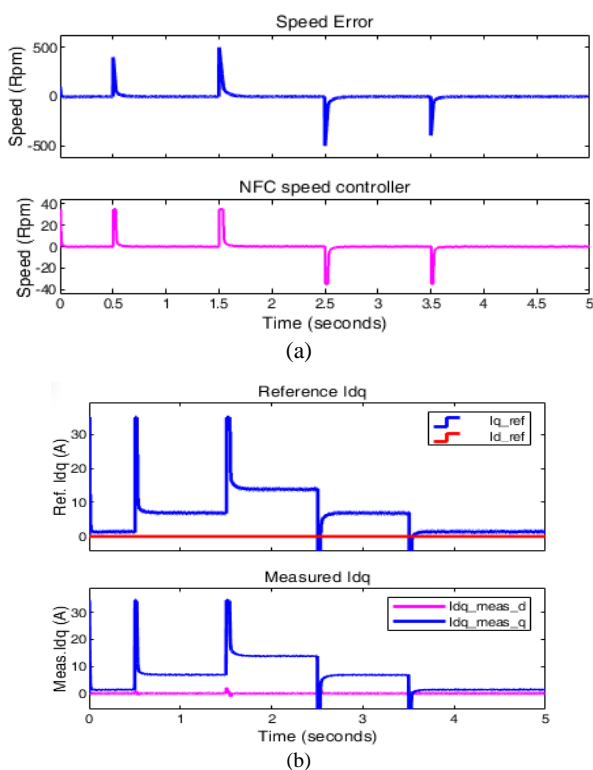 Speed Error
Speed (Rpm)
500
0
-500
NFC speed controller
Speed (Rpm)
40
20
0
-20
-40
0 0.5 1 1.5 2 2.5 3 3.5 4 4.5 5
Time (seconds)
(a)
Reference Idq
Ref. Idq (A)
30
20
10
0
Iq_ref
Id_ref
Measured Idq
Meas.Idq (A)
30
20
10
0
Idq_meas_d
Idq_meas_q
0 1 2 3 4 5
Time (seconds)
(b)